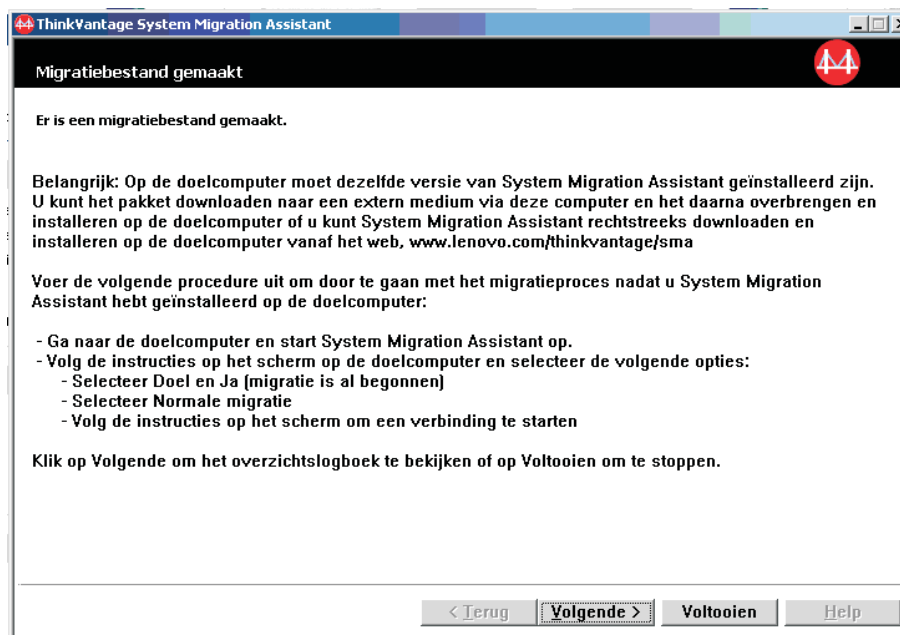 ThinkVantage System Migration Assistant
Migratiebestand gemaakt
Er is een migratiebestand gemaakt.
Belangrijk: Op de doelcomputer moet dezelfde versie van System Migration Assistant geïnstalleerd zijn.
U kunt het pakket downloaden naar een extern medium via deze computer en het daarna overbrengen en
installeren op de doelcomputer of u kunt System Migration Assistant rechtstreeks downloaden en
installeren op de doelcomputer vanaf het web, www.lenovo.com/thinkvantage/sma
Voer de volgende procedure uit om door te gaan met het migratieproces nadat u System Migration
Assistant hebt geïnstalleerd op de doelcomputer:
- Ga naar de doelcomputer en start System Migration Assistant op.
- Volg de instructies op het scherm op de doelcomputer en selecteer de volgende opties:
- Selecteer Doel en Ja (migratie is al begonnen)
- Selecteer Normale migratie
- Volg de instructies op het scherm om een verbinding te starten
Klik op Volgende om het overzichtslogboek te bekijken of op Voltooien om te stoppen.
< Terug Volgende > Voltooien Help